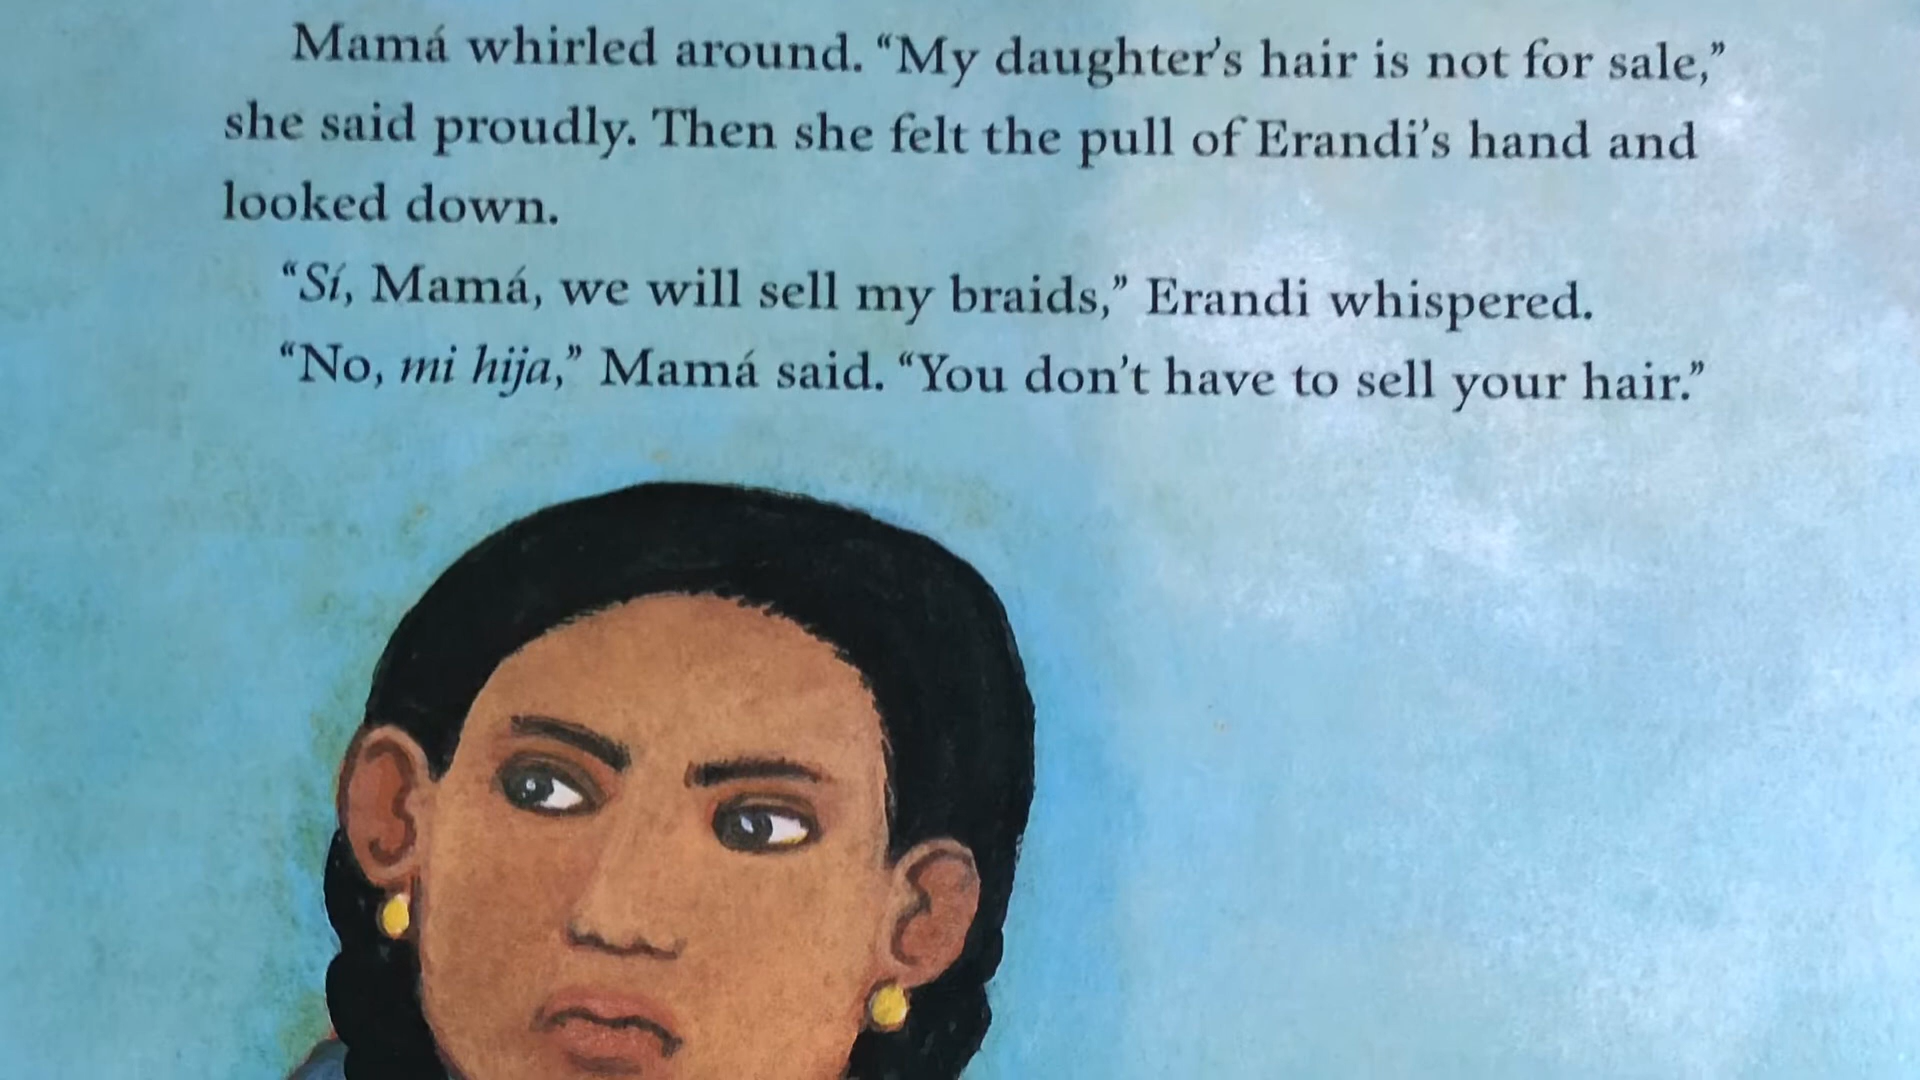 Mamá whirled around. “My daughter’s hair is not for sale,”
she said proudly. Then she felt the pull of Erandi’s hand and
looked down.
“Sí, Mamá, we will sell my braids,” Erandi whispered.
“No, mi hija,” Mamá said. “You don’t have to sell your hair.”